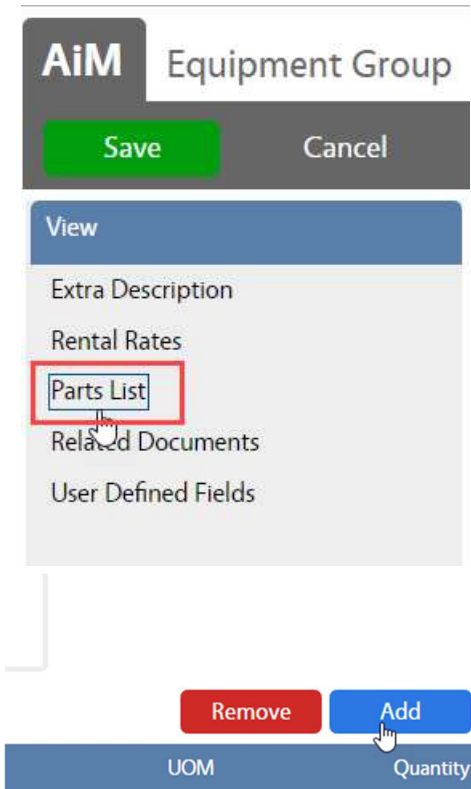 AiM Equipment Group
Save Cancel
View
Extra Description
Rental Rates
Parts List
Related Documents
User Defined Fields
Remove Add
UOM Quantity